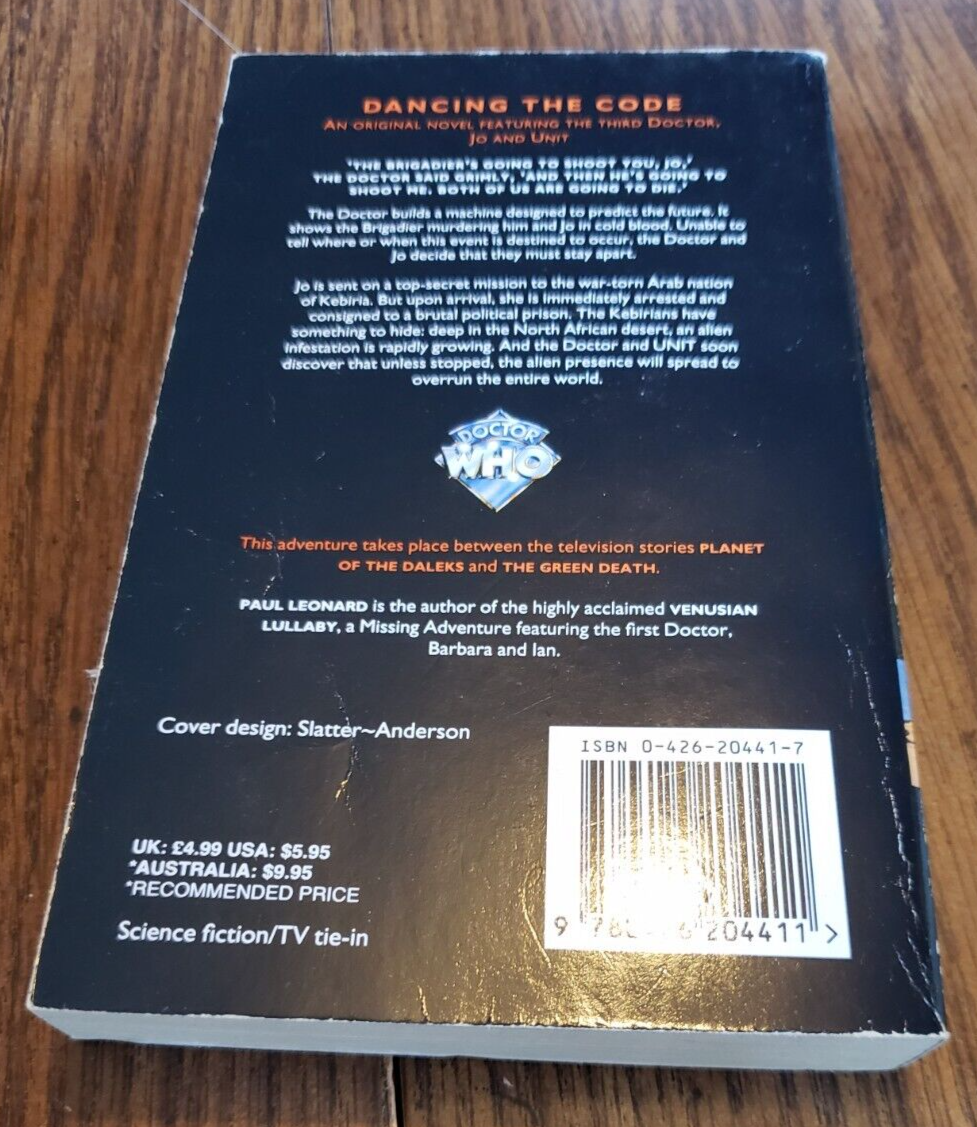 DANCING THE CODE
AN ORIGINAL NOVEL FEATURING THE THIRD DOCTOR,
JO AND UNIT
'THE BRIGADIER'S GOING TO SHOOT YOU, JO,'
THE DOCTOR SAID GRIMLY, 'AND THEN HE'S GOING TO
SHOOT ME. BOTH OF US ARE GOING TO DIE.'
The Doctor builds a machine designed to predict the future. It
shows the Brigadier murdering him and Jo in cold blood. Unable to
tell where or when this event is destined to occur, the Doctor and
Jo decide that they must stay apart.
Jo is sent on a top-secret mission to the war-torn Arab nation
of Kebiria. But upon arrival, she is immediately arrested and
consigned to a brutal political prison. The Kebirians have
something to hide: deep in the North African desert, an alien
infestation is rapidly growing. And the Doctor and UNIT soon
discover that unless stopped, the alien presence will spread to
overrun the entire world.
DOCTOR
WHO
This adventure takes place between the television stories PLANET
OF THE DALEKS and THE GREEN DEATH.
PAUL LEONARD is the author of the highly acclaimed VENUSIAN
LULLABY, a Missing Adventure featuring the first Doctor,
Barbara and Ian.
Cover design: Slatter~Anderson
ISBN 0-426-20441-7
9 204411 >
UK: £4.99 USA: $5.95
*AUSTRALIA: $9.95
*RECOMMENDED PRICE
Science fiction/TV tie-in